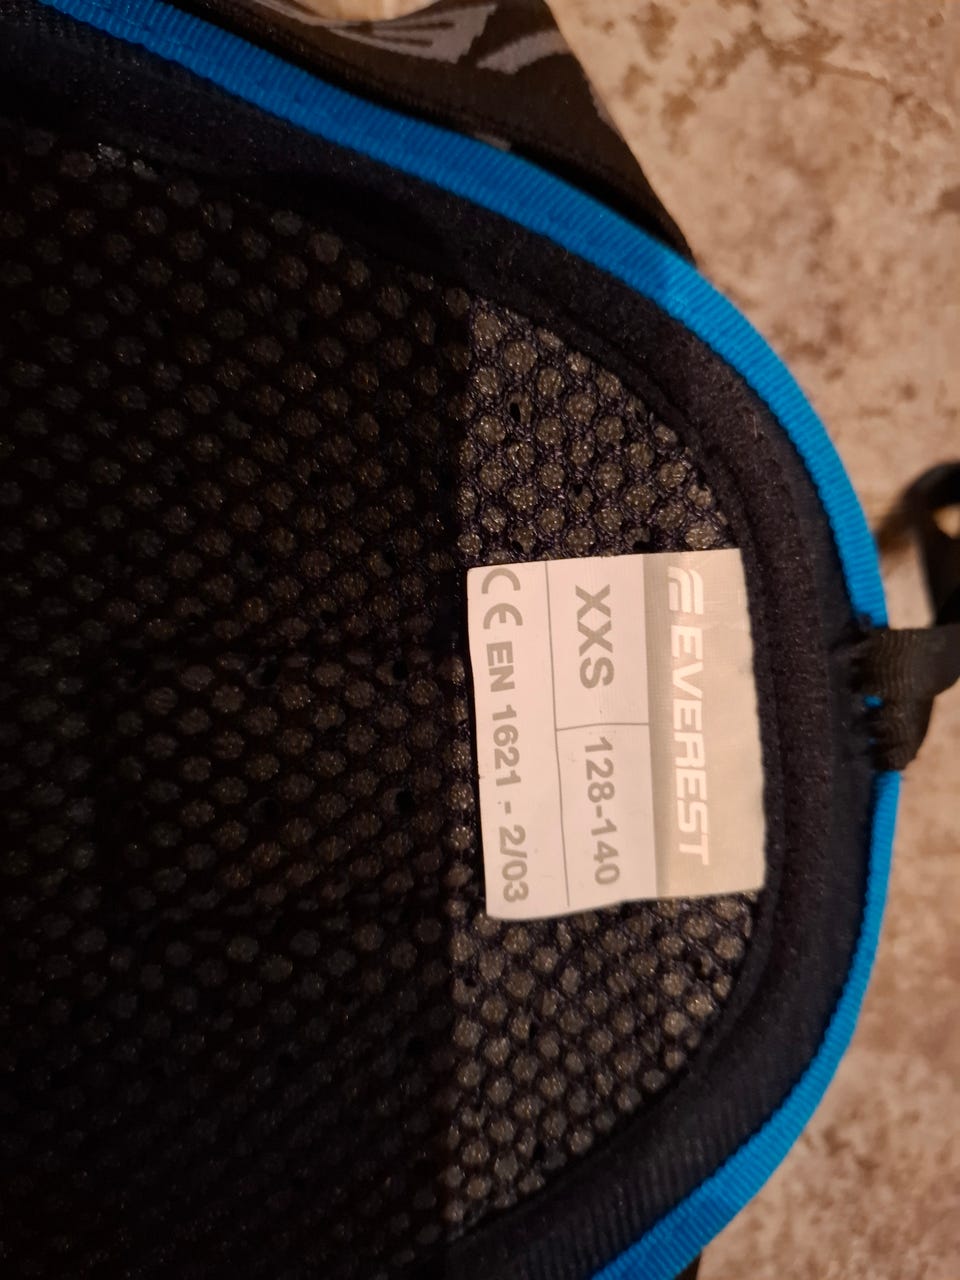 EVEREST
XXS 128-140
CE EN 1621 - 2/03